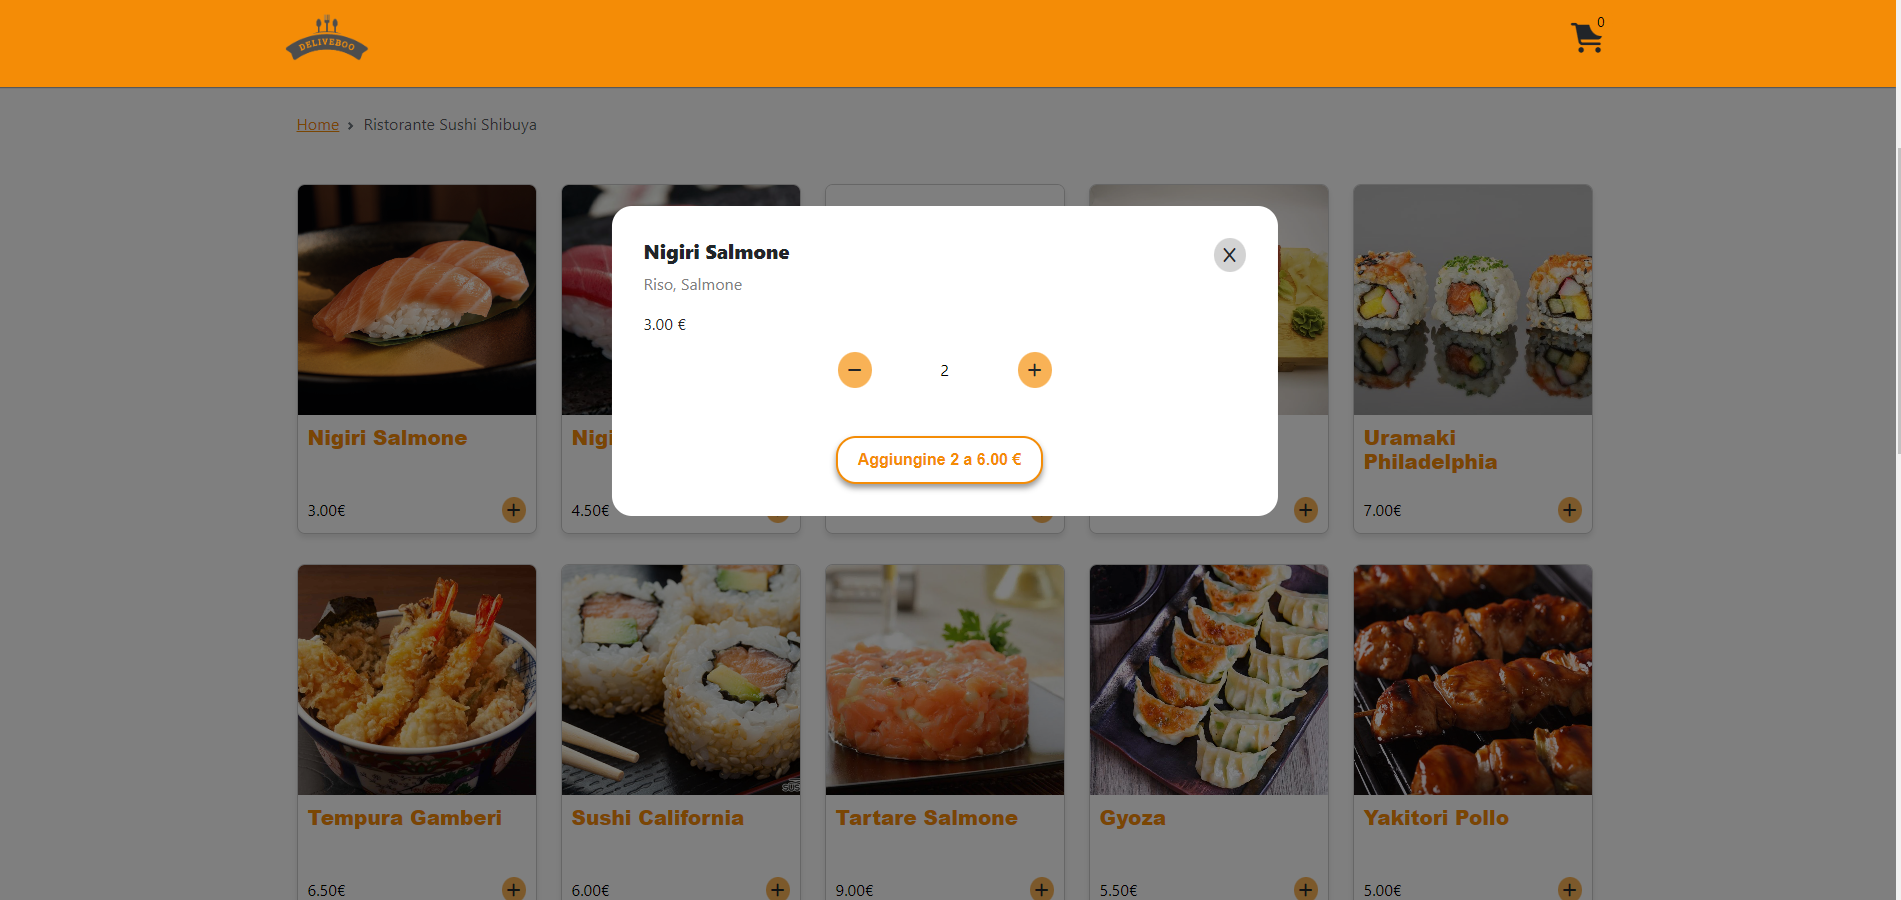 DELIVEBOO
0
Home › Ristorante Sushi Shibuya
Nigiri Salmone
Riso, Salmone
3.00 €
2
Aggiungine 2 a 6.00 €
Nigiri Salmone
3.00€
4.50€
Uramaki
Philadelphia
7.00€
Tempura Gamberi
6.50€
Sushi California
6.00€
Tartare Salmone
9.00€
Gyoza
5.50€
Yakitori Pollo
5.00€